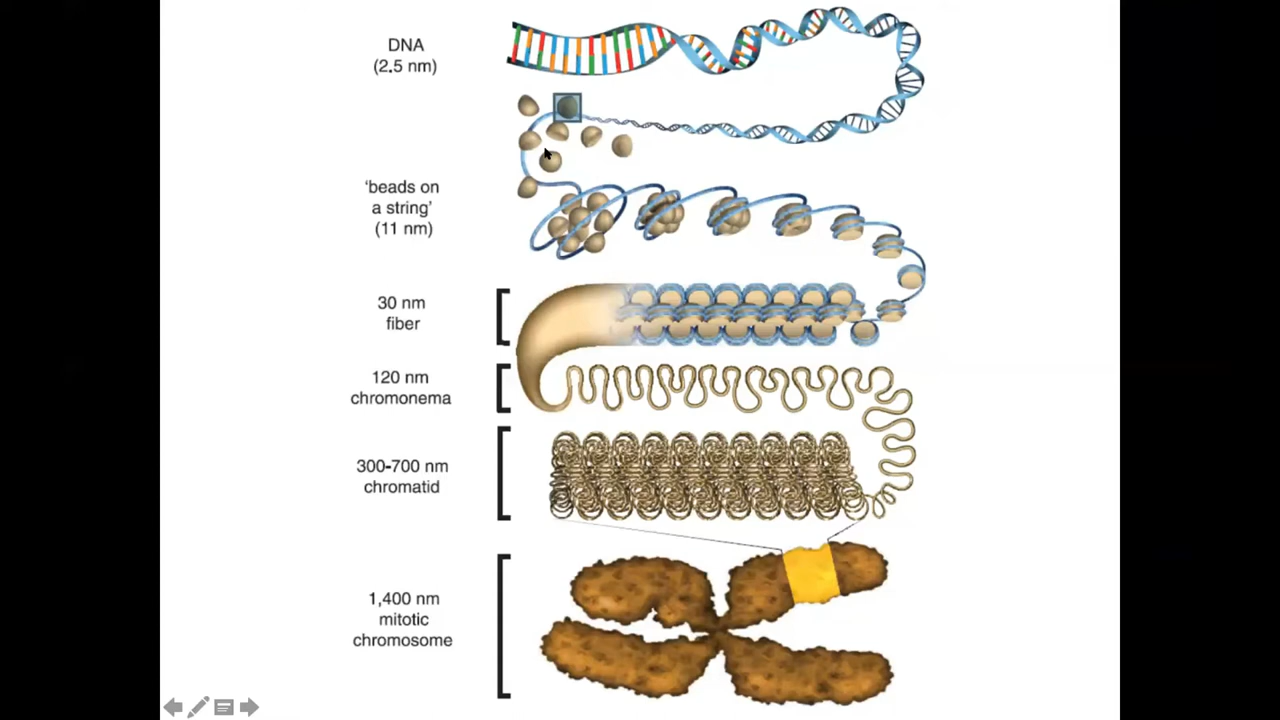 DNA
(2.5 nm)
‘beads on
a string’
(11 nm)
30 nm
fiber
120 nm
chromonema
300-700 nm
chromatid
1,400 nm
mitotic
chromosome